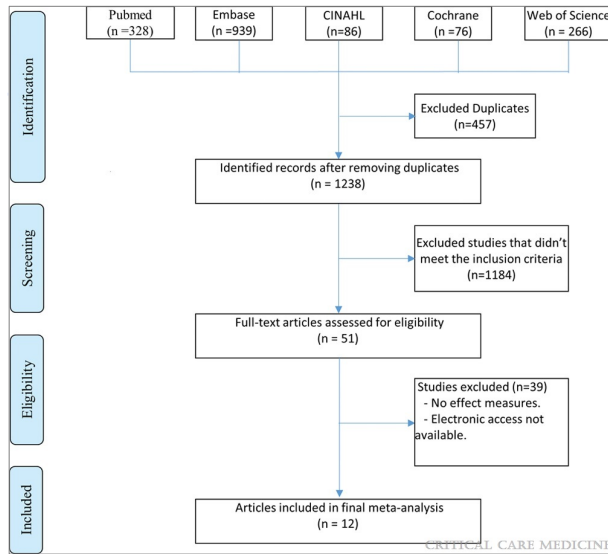 Pubmed
(n =328)
Embase
(n =939)
CINAHL
(n=86)
Cochrane
(n =76)
Web of Science
(n = 266)
Identification
Excluded Duplicates
(n=457)
Identified records after removing duplicates
(n = 1238)
Screening
Excluded studies that didn't
meet the inclusion criteria
(n=1184)
Full-text articles assessed for eligibility
(n = 51)
Eligibility
Studies excluded (n=39)
- No effect measures.
- Electronic access not
available.
Included
Articles included in final meta-analysis
n = 12)
CRITICAL CARE MEDICINE